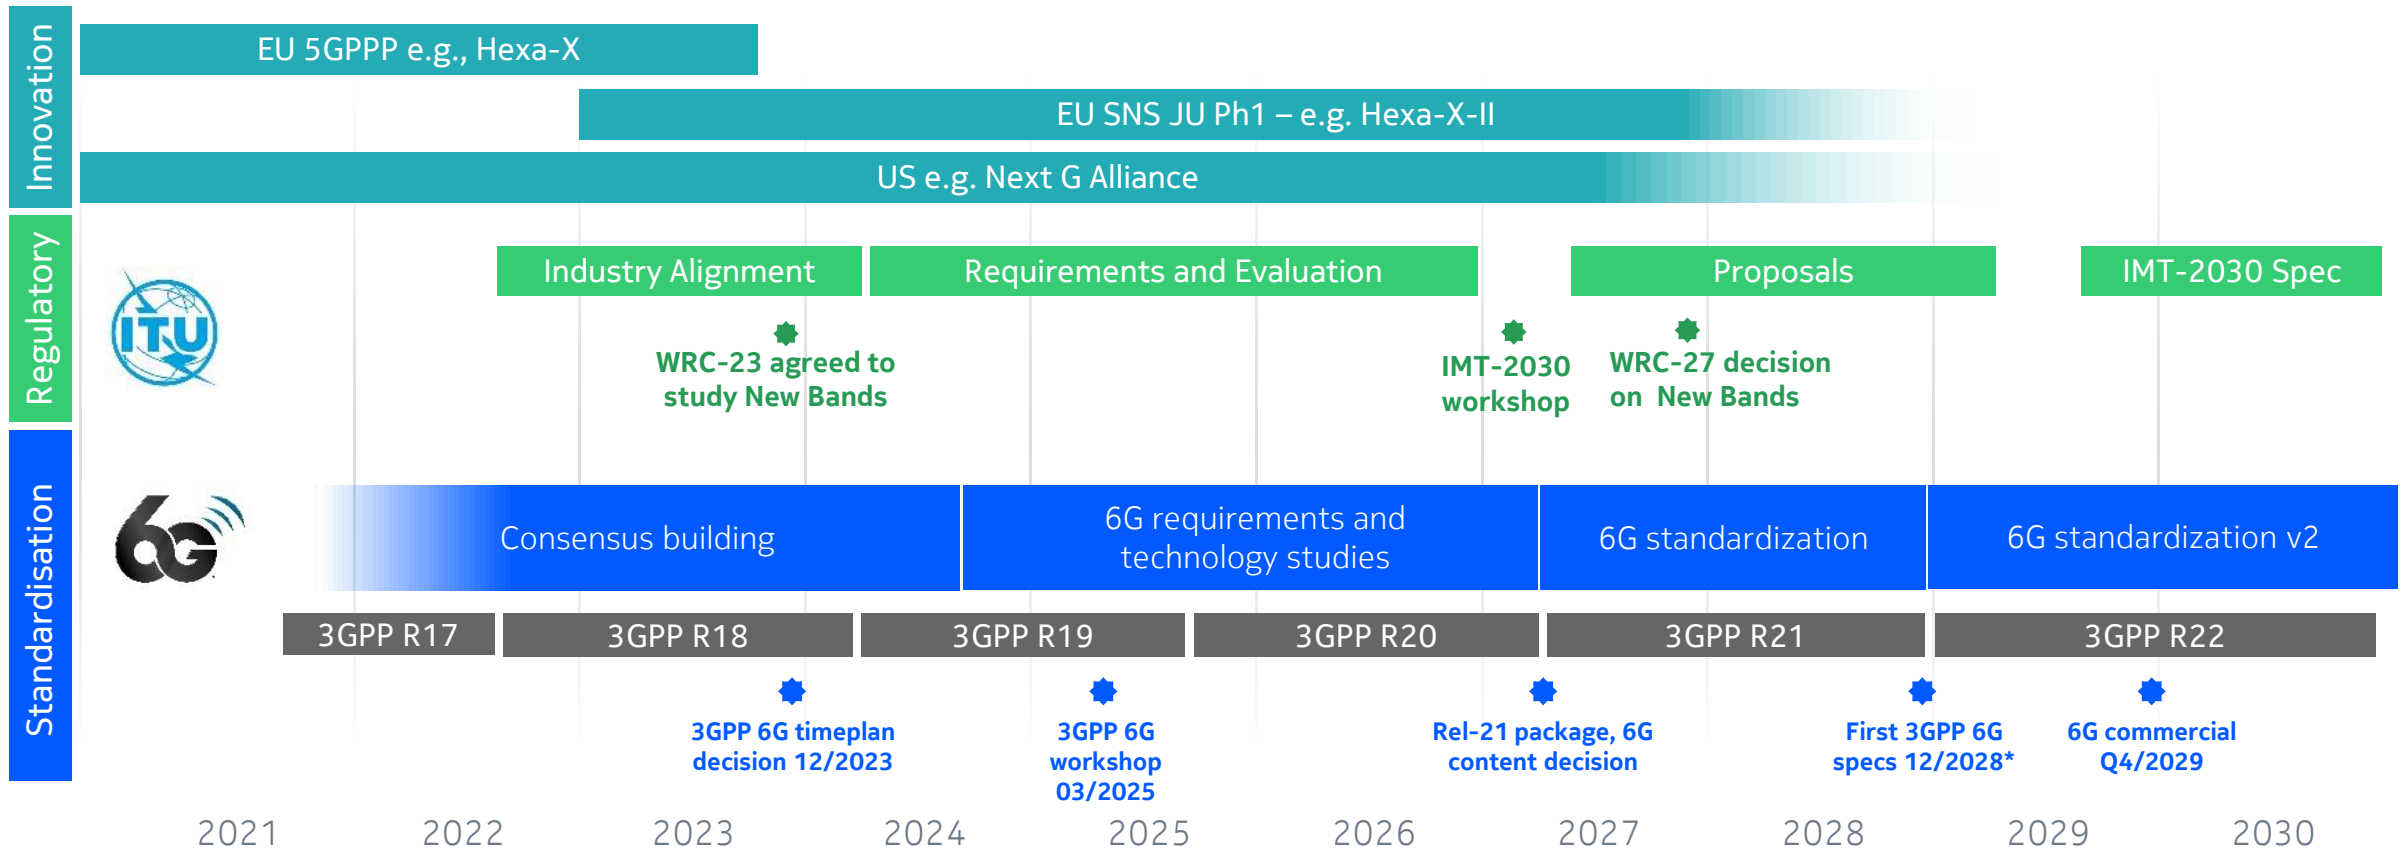 Innovation
EU 5GPPP e.g., Hexa-X
EU SNS JU Ph1 – e.g. Hexa-X-II
US e.g. Next G Alliance
Regulatory
ITU
Industry Alignment
Requirements and Evaluation
Proposals
IMT-2030 Spec
WRC-23 agreed to
study New Bands
IMT-2030
workshop
WRC-27 decision
on  New Bands
Standardisation
6G
Consensus building
6G requirements and
technology studies
6G standardization
6G standardization v2
3GPP R17
3GPP R18
3GPP R19
3GPP R20
3GPP R21
3GPP R22
3GPP 6G timeplan
decision 12/2023
3GPP 6G
workshop
03/2025
Rel-21 package, 6G
content decision
First 3GPP 6G
specs 12/2028*
6G commercial
Q4/2029
2021
2022
2023
2024
2025
2026
2027
2028
2029
2030